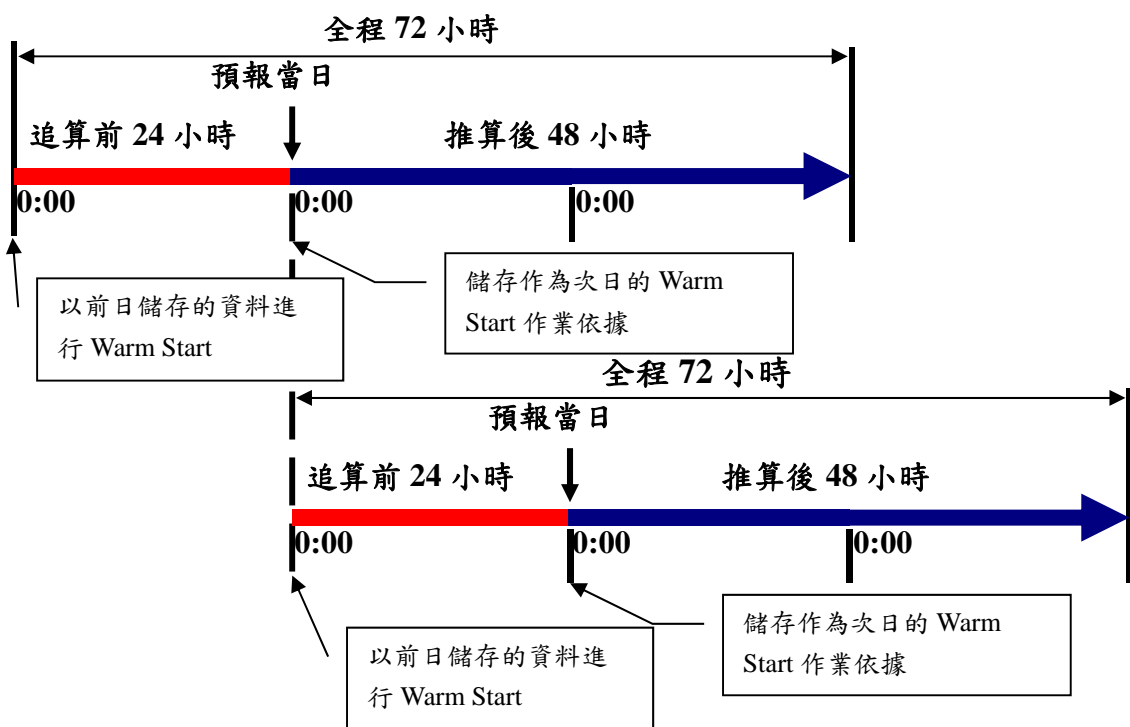 全程 72 小時
預報當日
追算前 24 小時
推算後 48 小時
0:00
0:00
0:00
以前日儲存的資料進
行 Warm Start
儲存作為次日的 Warm
Start 作業依據
全程 72 小時
預報當日
追算前 24 小時
推算後 48 小時
0:00
0:00
0:00
以前日儲存的資料進
行 Warm Start
儲存作為次日的 Warm
Start 作業依據